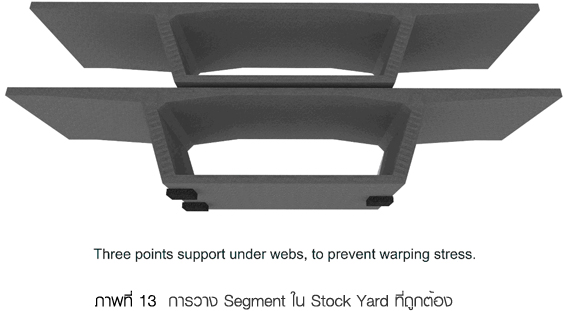 Three points support under webs, to prevent warping stress.
ภาพที่ 13 การวาง Segment ใน Stock Yard ที่ถูกต้อง